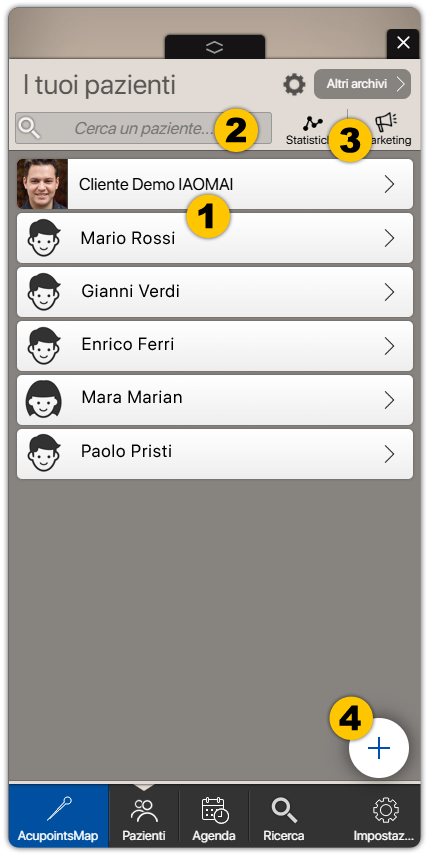 I tuoi pazienti
Altri archivi
Cerca un paziente...
2
Statistich
3
arketing
Cliente Demo IAOMAI
1
Mario Rossi
Gianni Verdi
Enrico Ferri
Mara Marian
Paolo Pristi
4
AcupointsMap
Pazienti
Agenda
Ricerca
Impostaz...